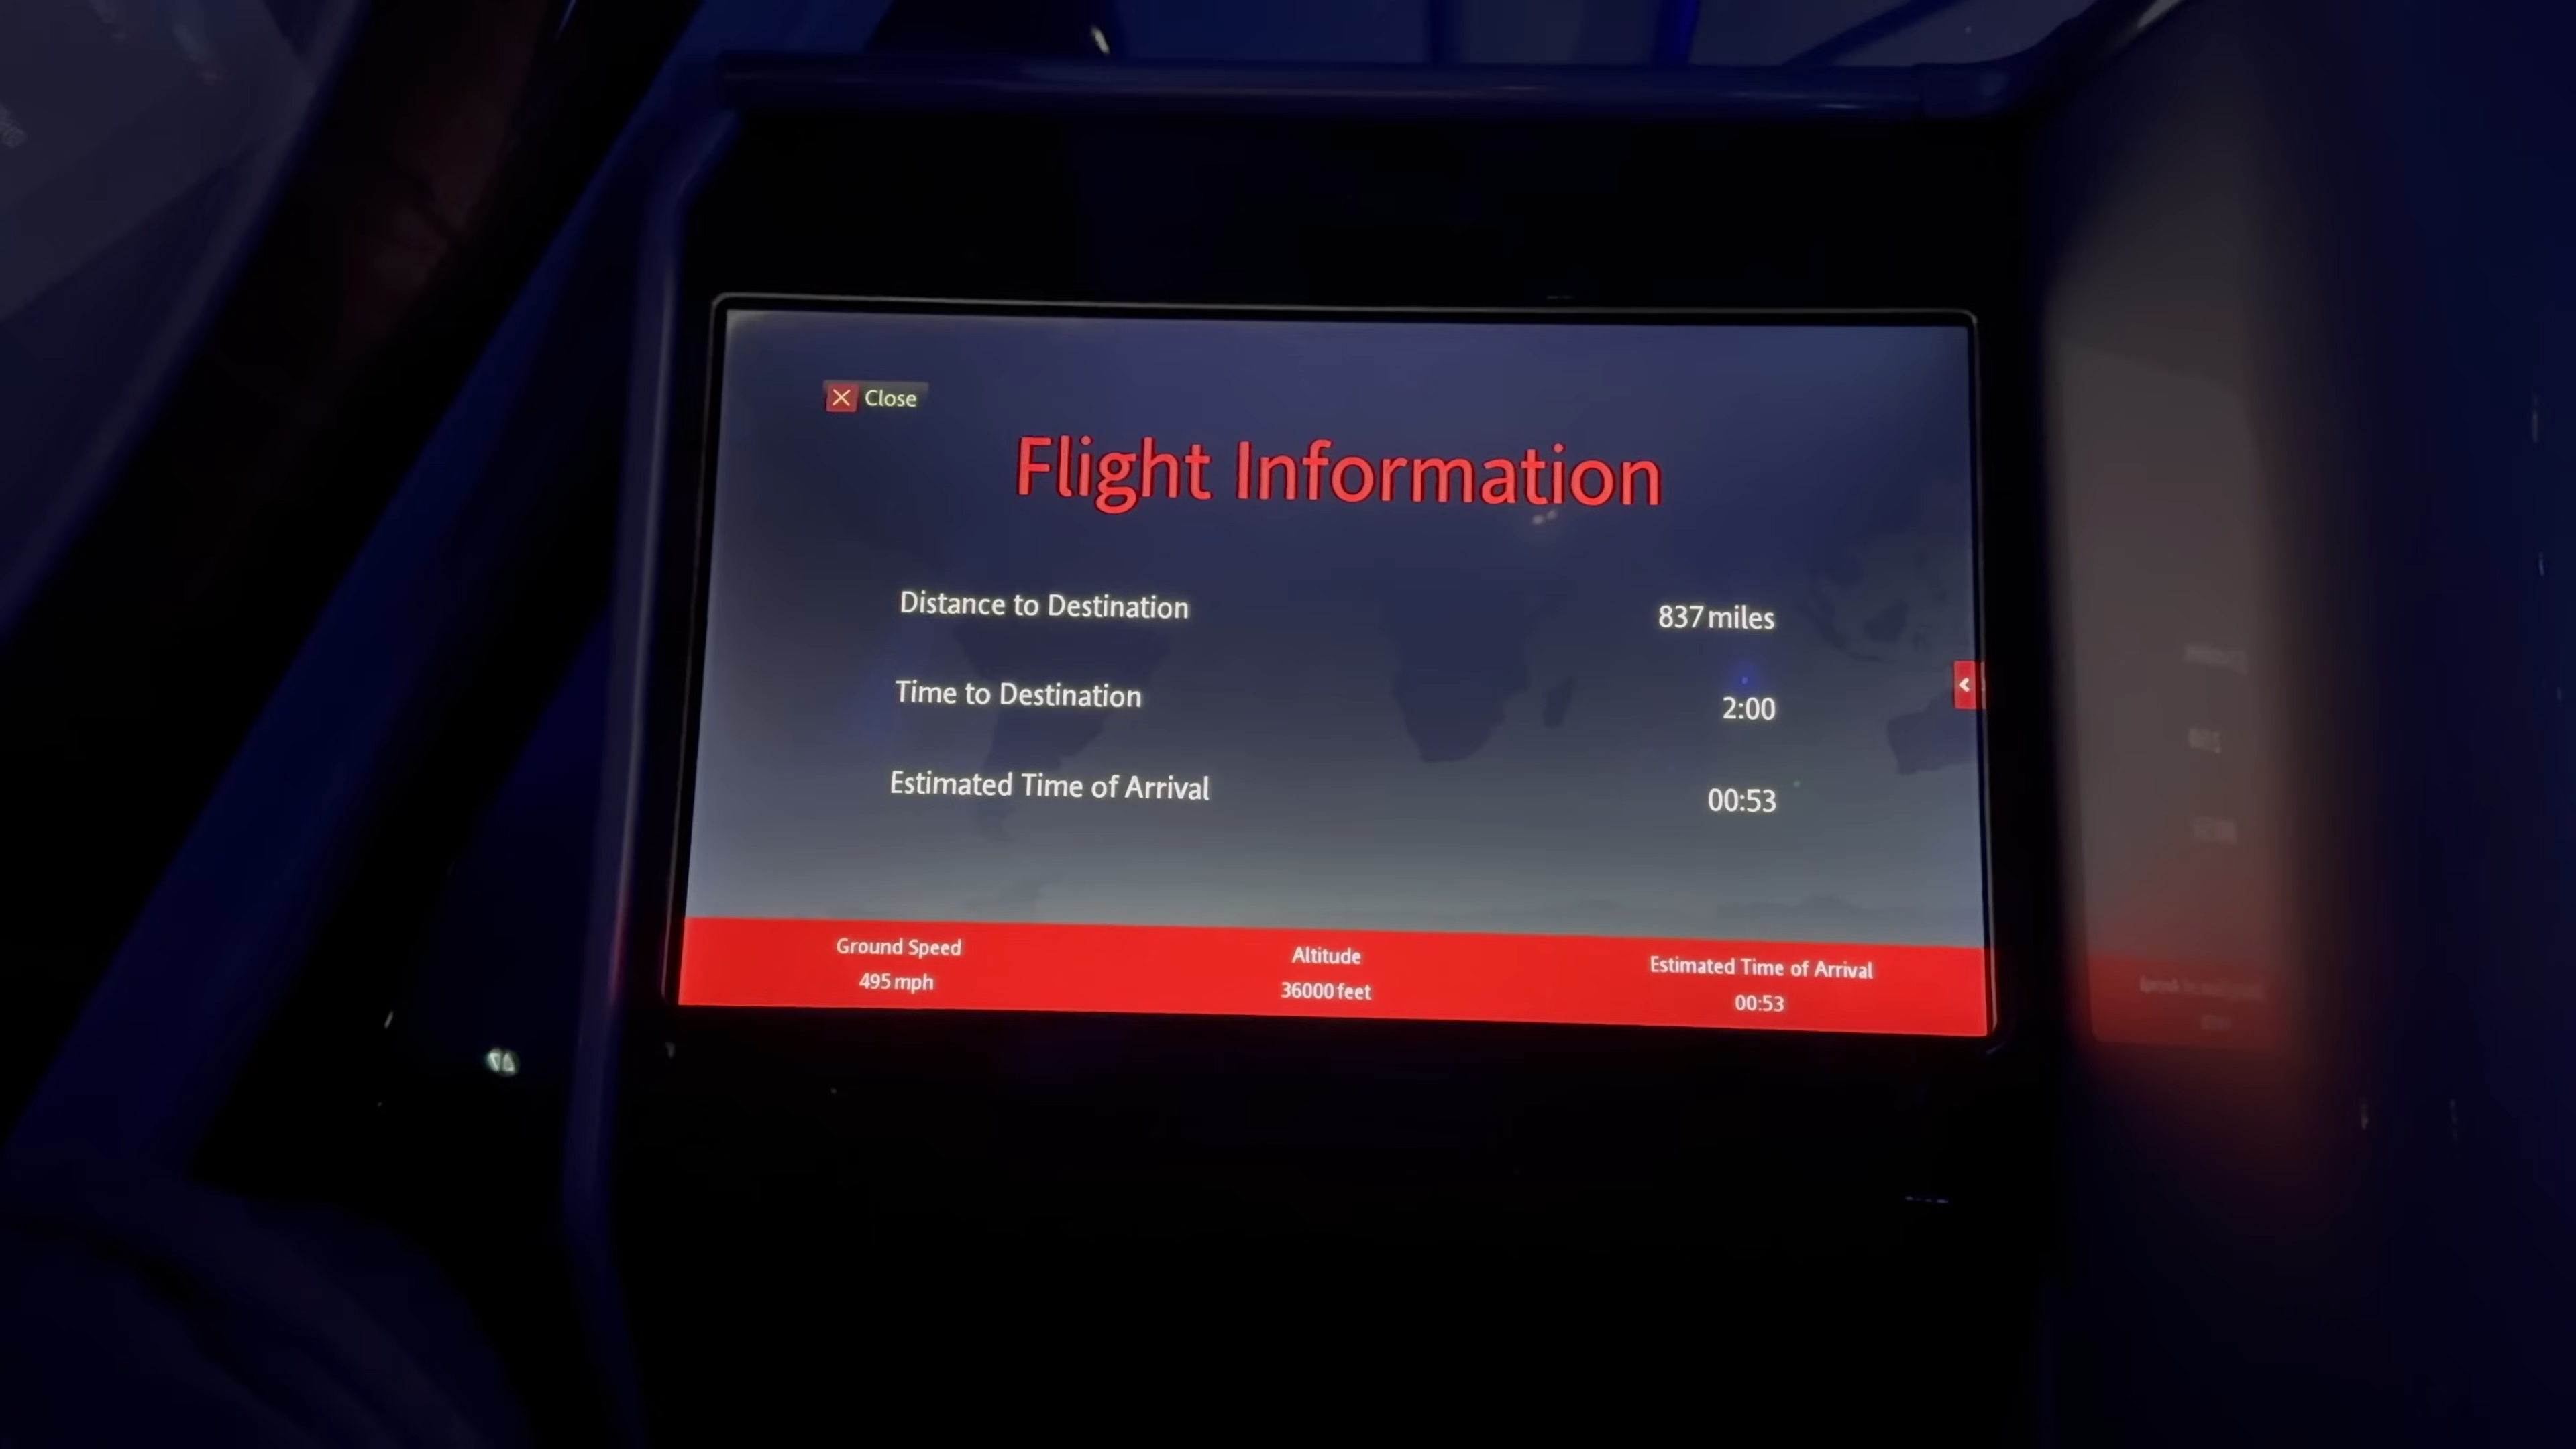 Close
Flight Information
Distance to Destination 837 miles
Time to Destination 2:00
Estimated Time of Arrival 00:53
Ground Speed Altitude Estimated Time of Arrival
495 mph 36000 feet 00:53